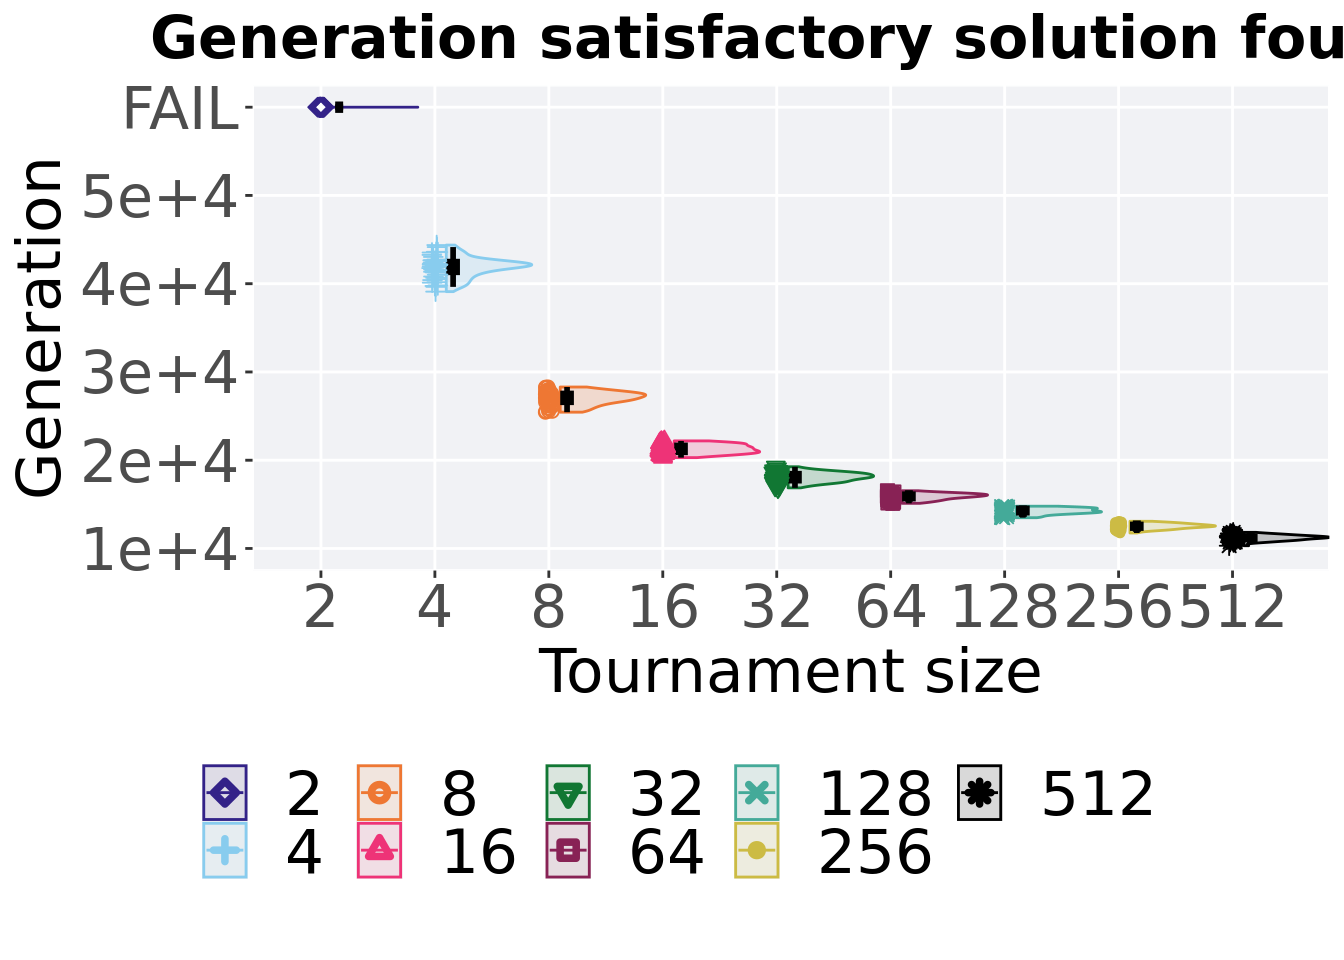 Generation satisfactory solution fou
FAIL
5e+4
4e+4
3e+4
2e+4
1e+4
Generation
2 4 8 16 32 64 128 256 512
Tournament size
2 8 32 128 512
4 16 64 256